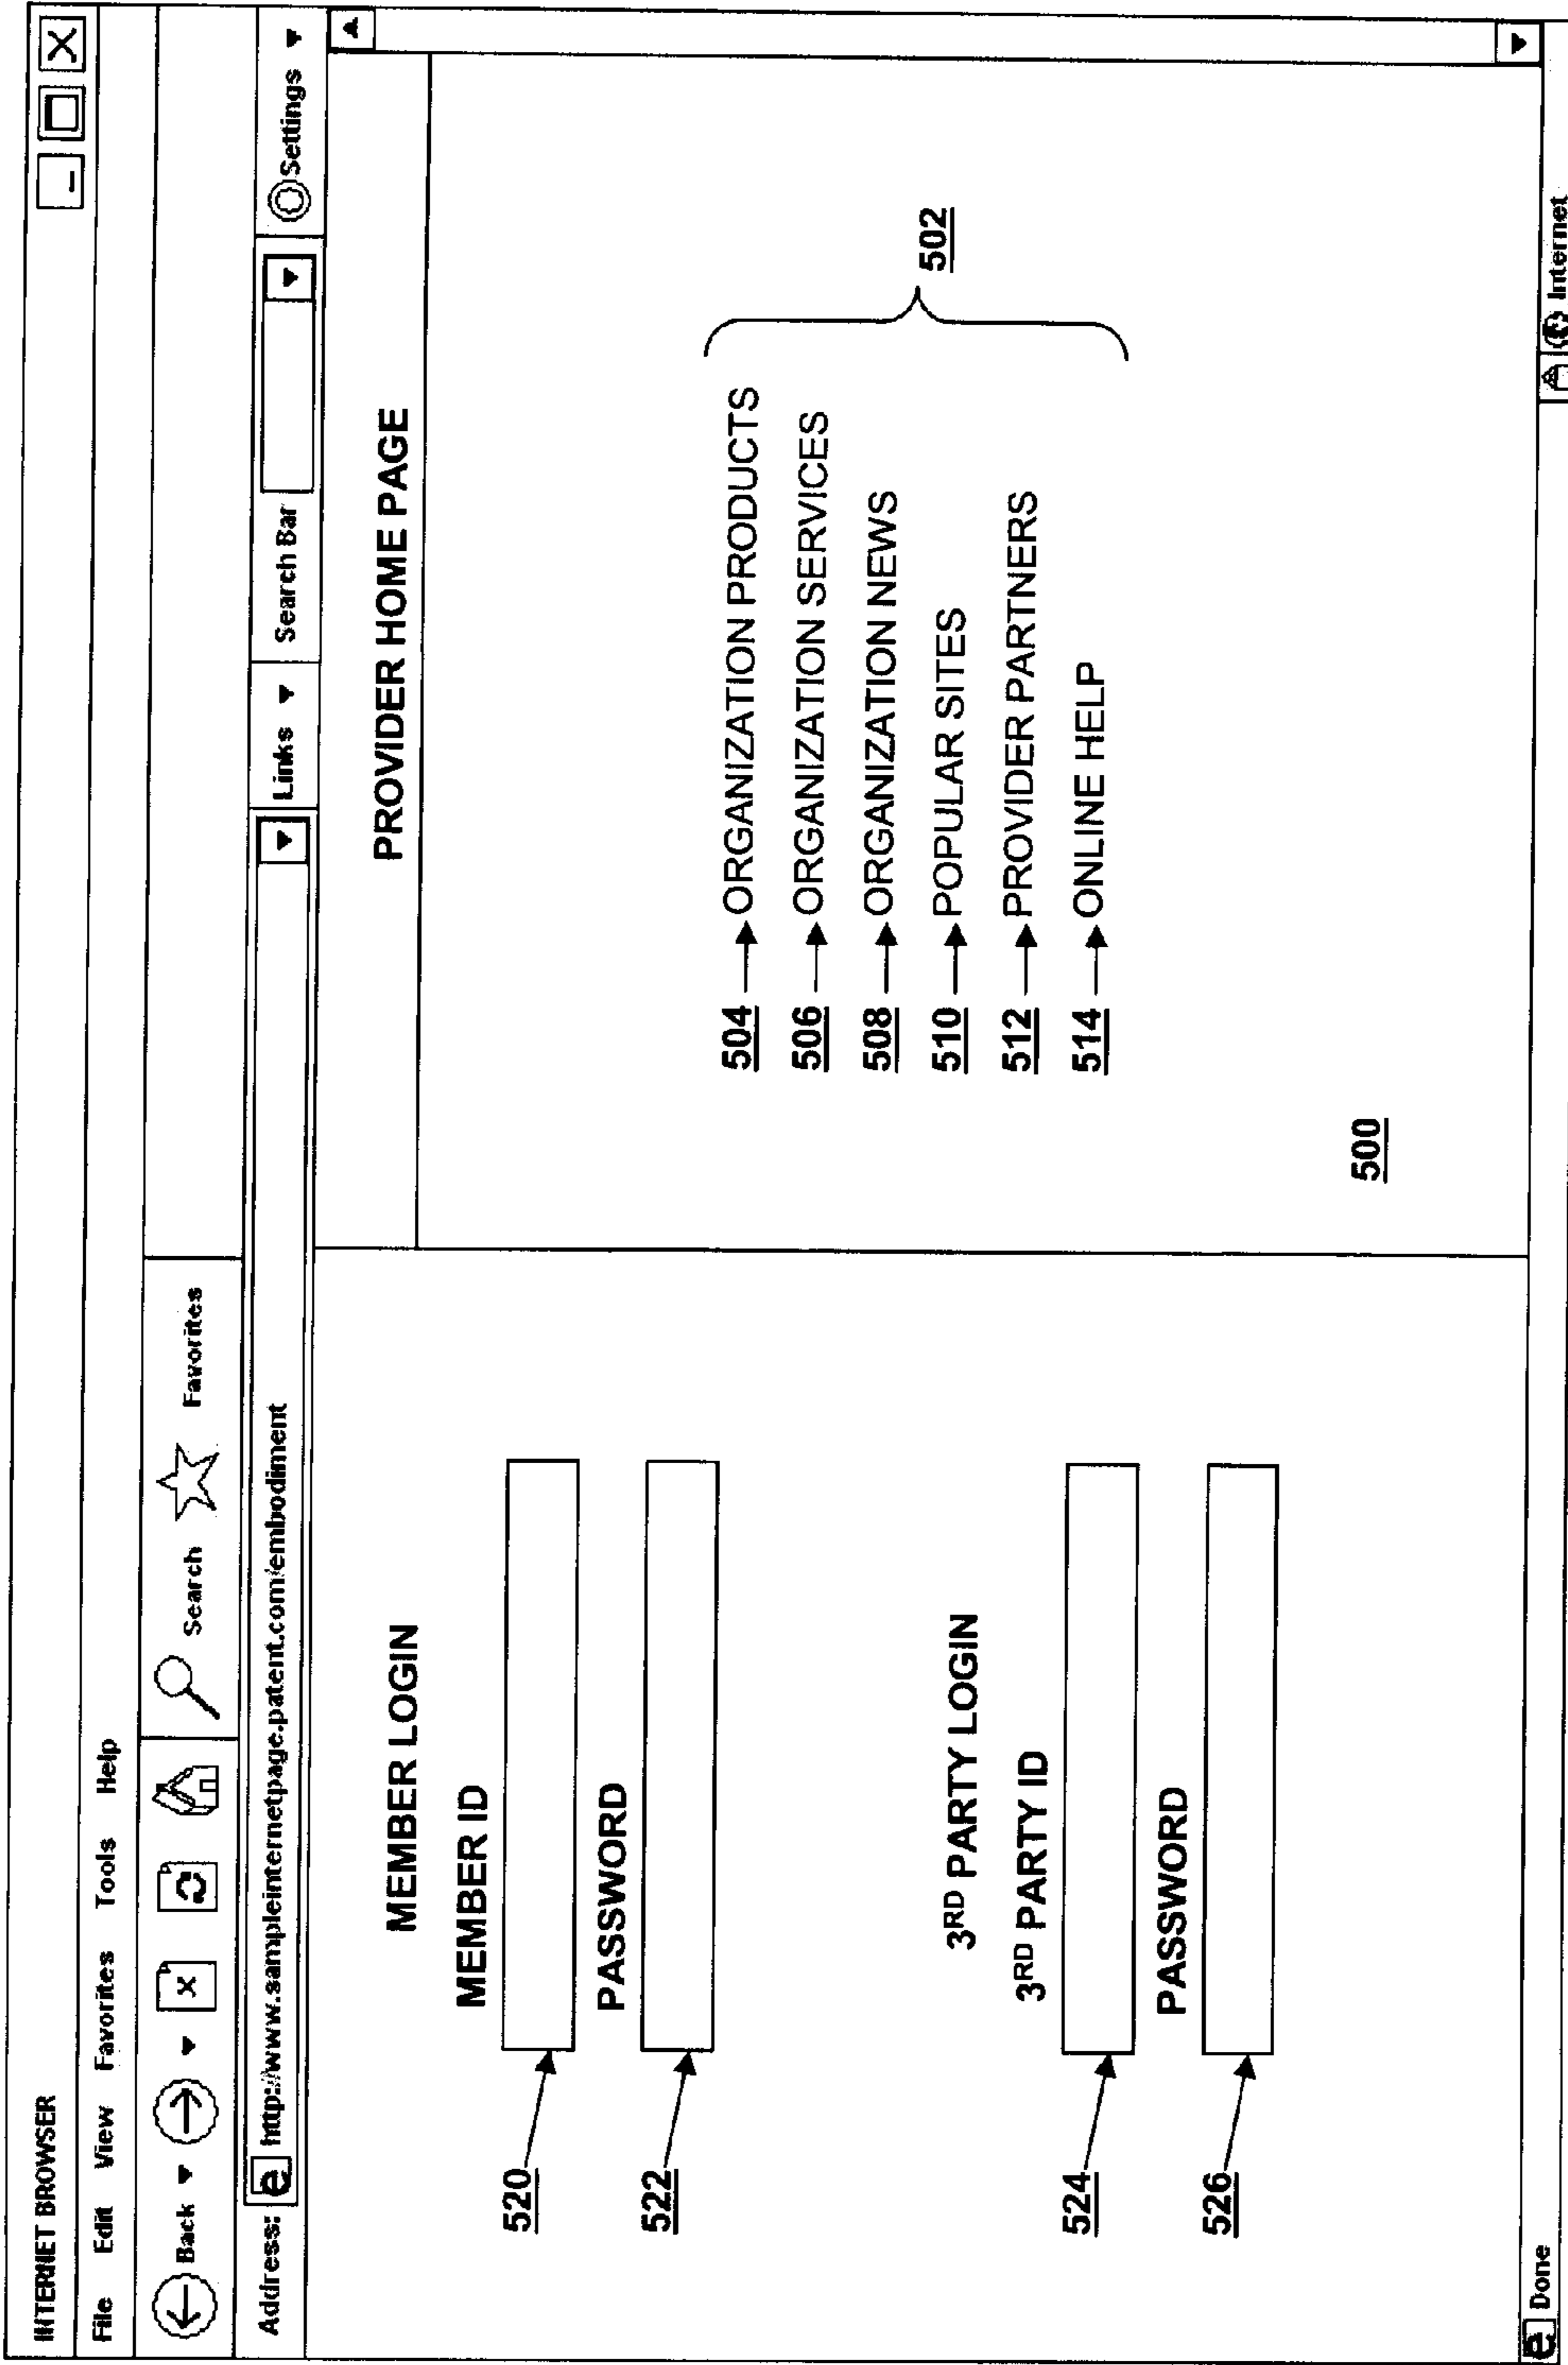 INTERNET BROWSER
File Edit View Favorites Tools Help
Back Search Favorites
Address: http://www.sampleinternetpage.patent.com/embodiment Links Search Bar Settings
MEMBER LOGIN
MEMBER ID
520
PASSWORD
522
3RD PARTY LOGIN
3RD PARTY ID
524
PASSWORD
526
PROVIDER HOME PAGE
504 ORGANIZATION PRODUCTS
506 ORGANIZATION SERVICES
508 ORGANIZATION NEWS
510 POPULAR SITES
512 PROVIDER PARTNERS
514 ONLINE HELP
502
500
Done Internet